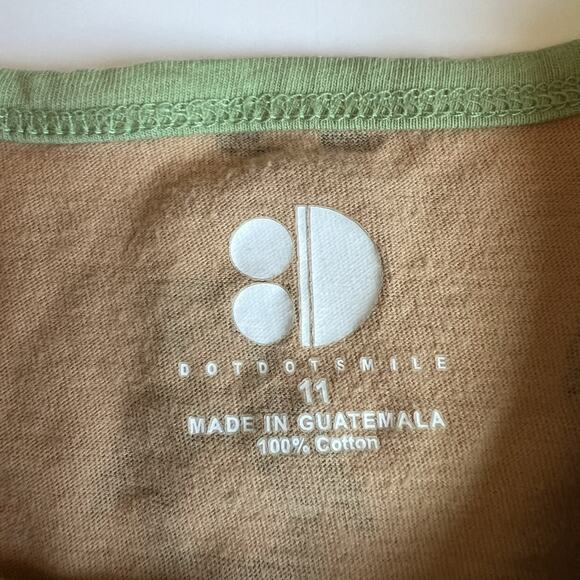 DOTDOTSMILE
11
MADE IN GUATEMALA
100% Cotton